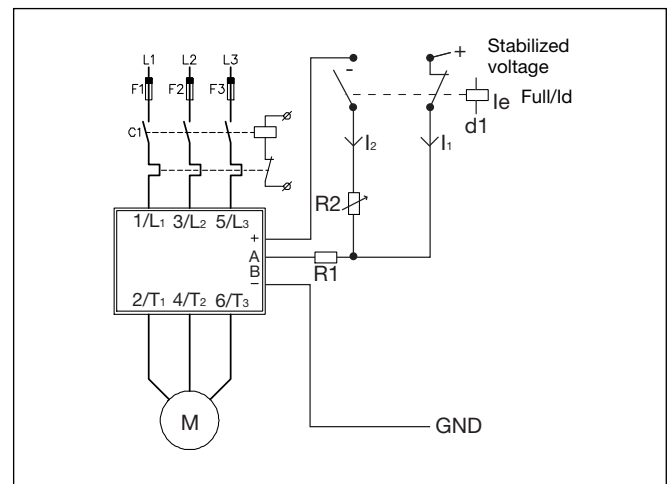 L1 L2 L3
F1 F2 F3
C1
+ Stabilized
voltage
-
Ie Full/Id
d1
I2 I1
R2
1/L1 3/L2 5/L3
+
A
B
−
R1
2/T1 4/T2 6/T3
M
GND